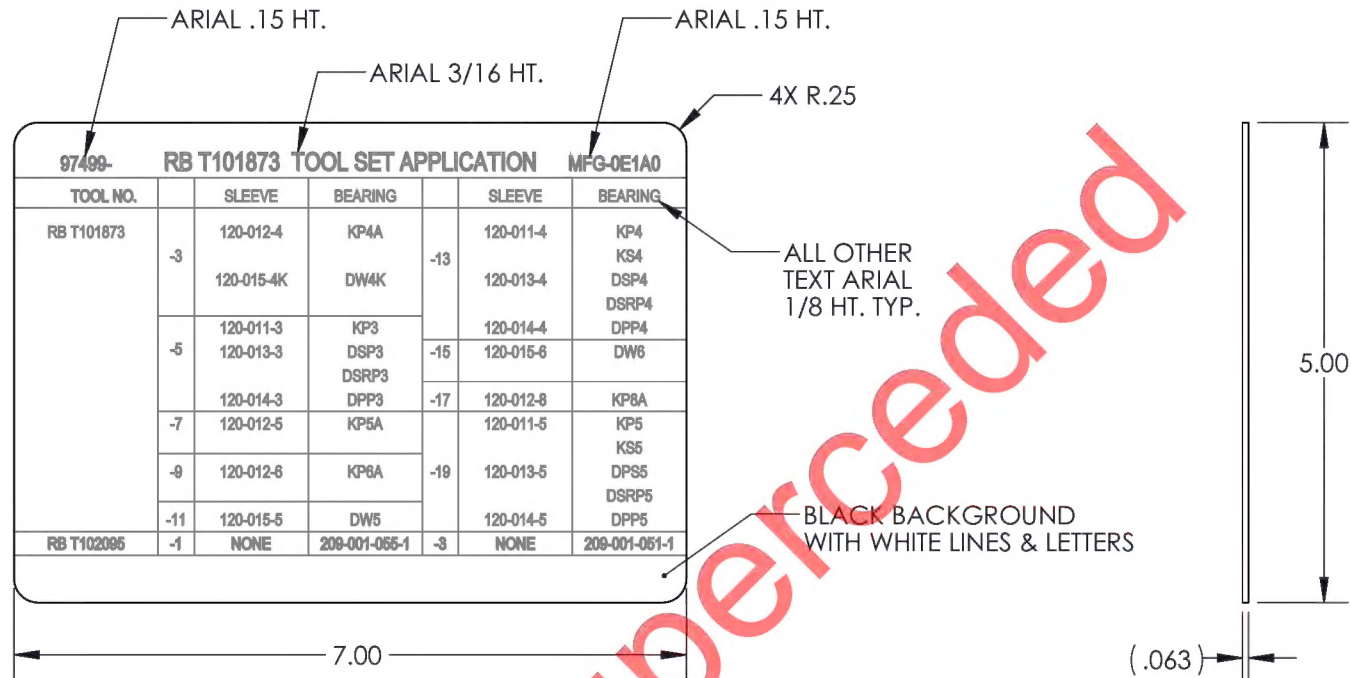 ARIAL .15 HT.
ARIAL .15 HT.
ARIAL 3/16 HT.
4X R.25
97499- RB T101873 TOOL SET APPLICATION MFG-0E1A0
TOOL NO. SLEEVE BEARING SLEEVE BEARING
RB T101873 120-012-4 KP4A 120-011-4 KP4
-3 -13 KS4
120-015-4K DW4K 120-013-4 DSP4
DSRP4
120-011-3 KP3 120-014-4 DPP4
-5 120-013-3 DSP3 -15 120-015-6 DW6
DSRP3
120-014-3 DPP3 -17 120-012-8 KP8A
-7 120-012-5 KP5A 120-011-5 KP5
KS5
-9 120-012-6 KP6A -19 120-013-5 DPS5
DSRP5
-11 120-015-5 DW5 120-014-5 DPP5
RB T102095 -1 NONE 209-001-055-1 -3 NONE 209-001-051-1
ALL OTHER
TEXT ARIAL
1/8 HT. TYP.
BLACK BACKGROUND
WITH WHITE LINES & LETTERS
5.00
7.00
(.063)
Superceded